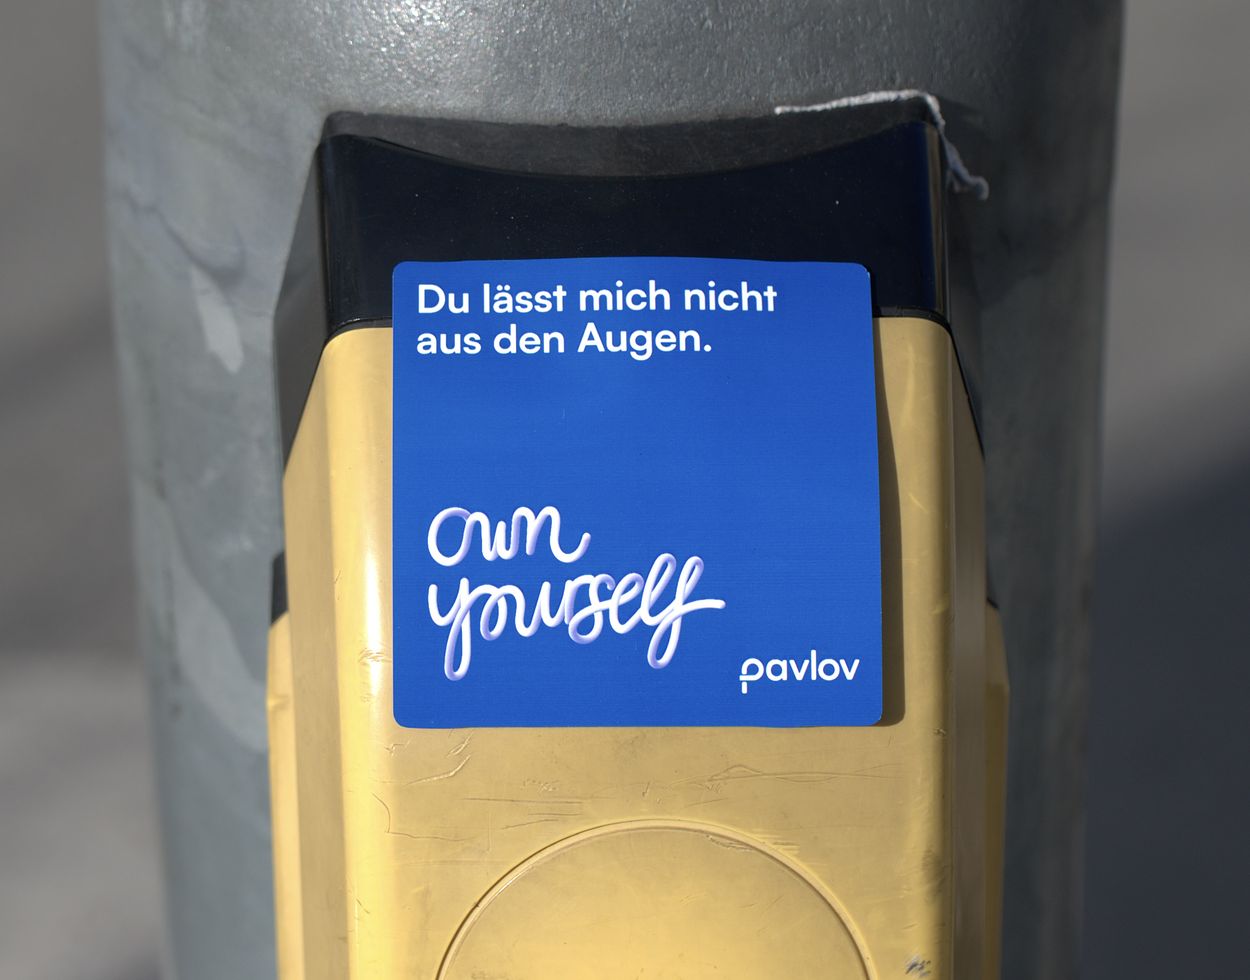 Du lässt mich nicht
aus den Augen.
own
yourself
pavlov